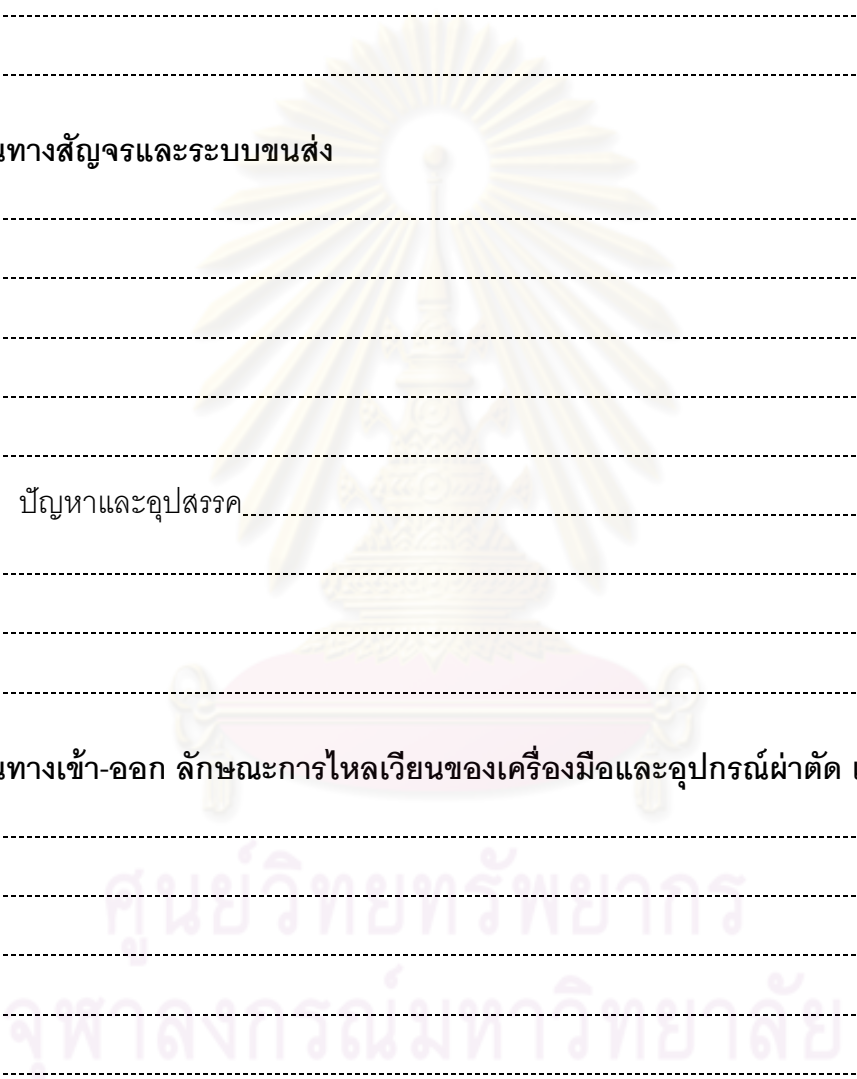 นทางสัญจรและระบบขนส่ง
ปัญหาและอุปสรรค
นทางเข้า-ออก ลักษณะการไหลเวียนของเครื่องมือและอุปกรณ์ผ่าตัด
ศูนย์วิทยทรัพยากร
จุฬาลงกรณ์มหาวิทยาลัย